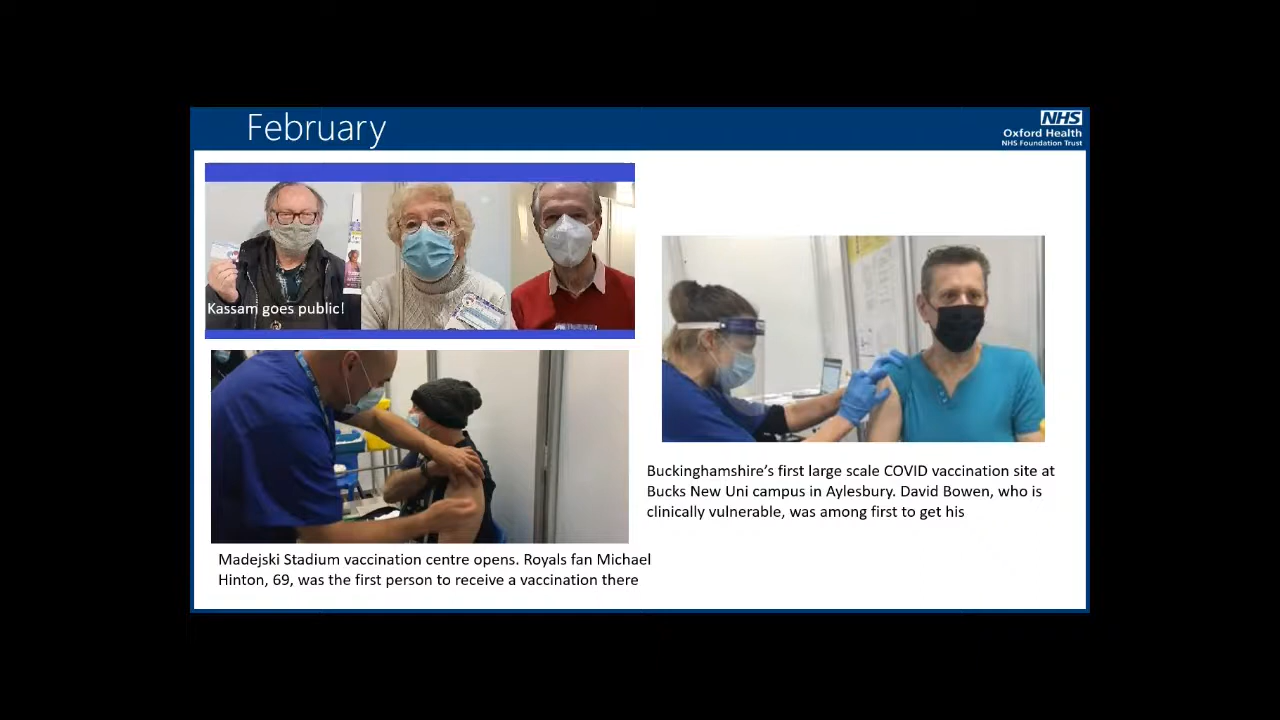 February
NHS
Oxford Health
NHS Foundation Trust
Kassam goes public!
Madejski Stadium vaccination centre opens. Royals fan Michael
Hinton, 69, was the first person to receive a vaccination there
Buckinghamshire's first large scale COVID vaccination site at
Bucks New Uni campus in Aylesbury. David Bowen, who is
clinically vulnerable, was among first to get his